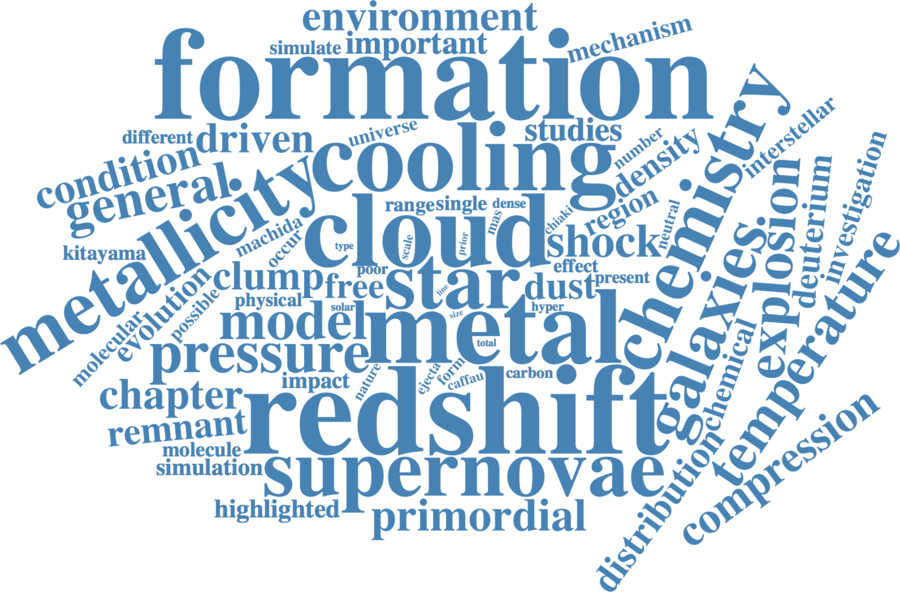 environment
simulate important mechanism
formation
different driven universe studies
condition general cooling number density
interstellar
metallicity
chemistry
range single dense mas
chiaki region neutral
kitayama machida occur
cloud
type scale prior
shock
explosion deuterium investigation
poor effect
clump free star dust present
physical solar line hyper
molecular evolution possible
galaxies
temperature
model metal
size total
pressure
impact nature ejecta form caffau carbon
chapter redshift
chemical
remnant
molecule
simulation supernovae
distribution compression
highlighted primordial